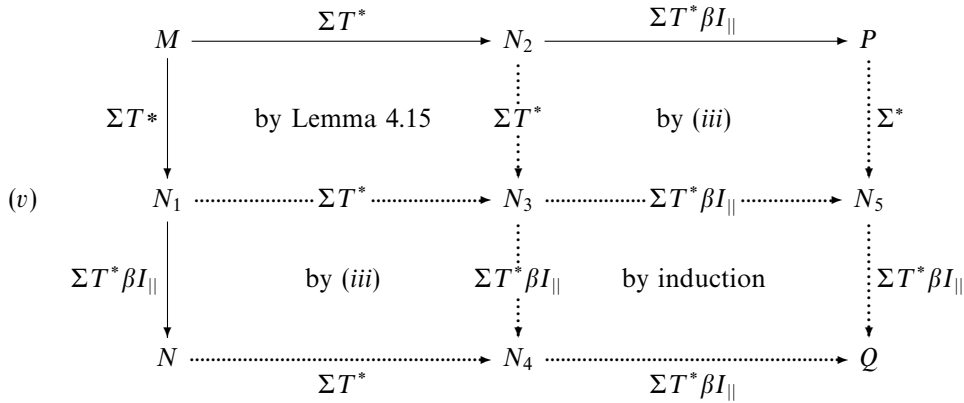 ΣT* ΣT*βI||
M N₂ P
ΣT* by Lemma 4.15 ΣT* by (iii) Σ*
(v) N₁ ΣT* N₃ ΣT*βI|| N₅
ΣT*βI|| by (iii) ΣT*βI|| by induction ΣT*βI||
N N₄ Q
ΣT* ΣT*βI||